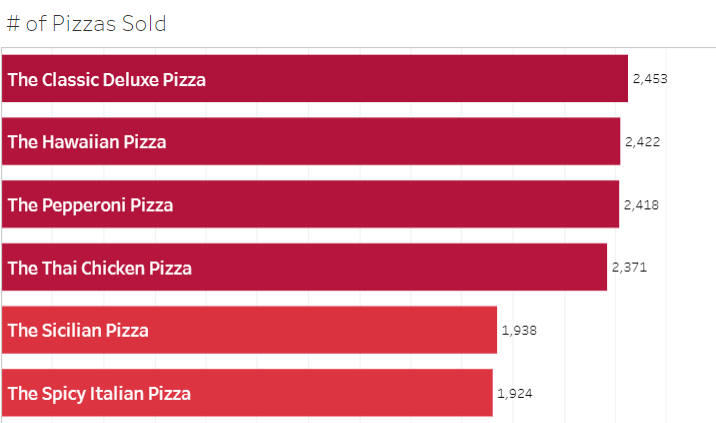 # of Pizzas Sold
The Classic Deluxe Pizza 2,453
The Hawaiian Pizza 2,422
The Pepperoni Pizza 2,418
The Thai Chicken Pizza 2,371
The Sicilian Pizza 1,938
The Spicy Italian Pizza 1,924